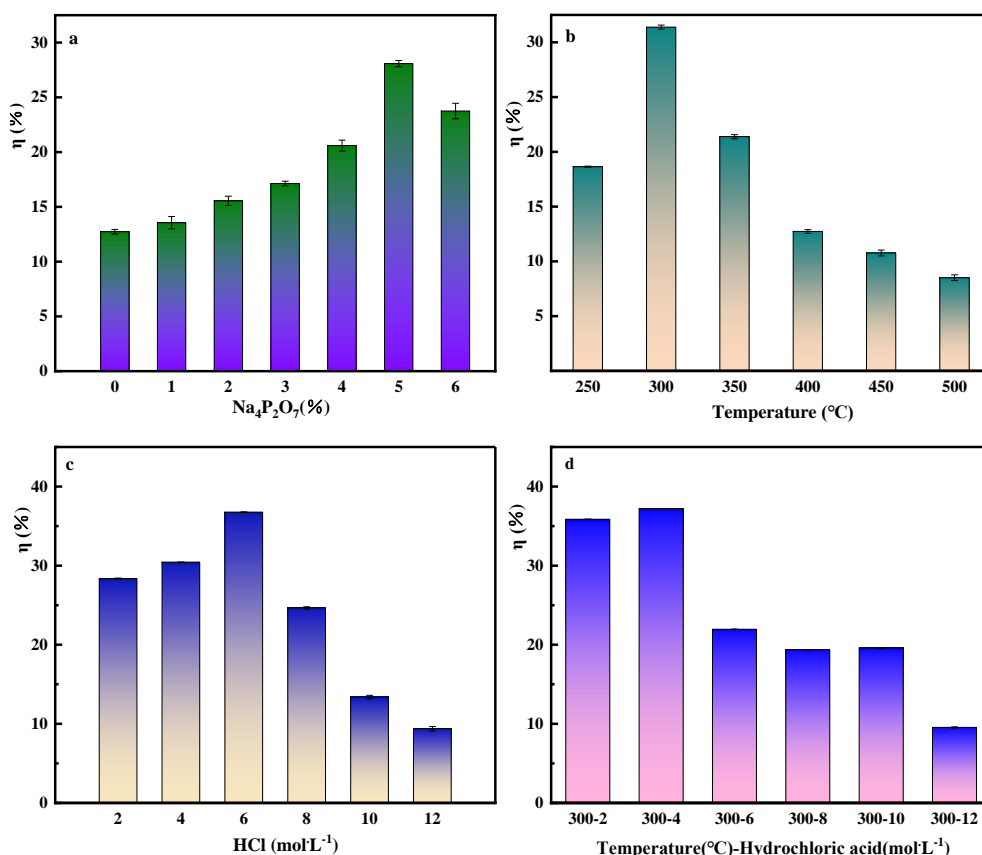 a
η (%)
30
25
20
15
10
5
0
0 1 2 3 4 5 6
Na₄P₂O₇(%)
b
η (%)
30
25
20
15
10
5
250 300 350 400 450 500
Temperature (°C)
c
η (%)
40
30
20
10
0
2 4 6 8 10 12
HCl (mol·L⁻¹)
d
η (%)
40
30
20
10
0
300-2 300-4 300-6 300-8 300-10 300-12
Temperature(°C)-Hydrochloric acid(mol·L⁻¹)